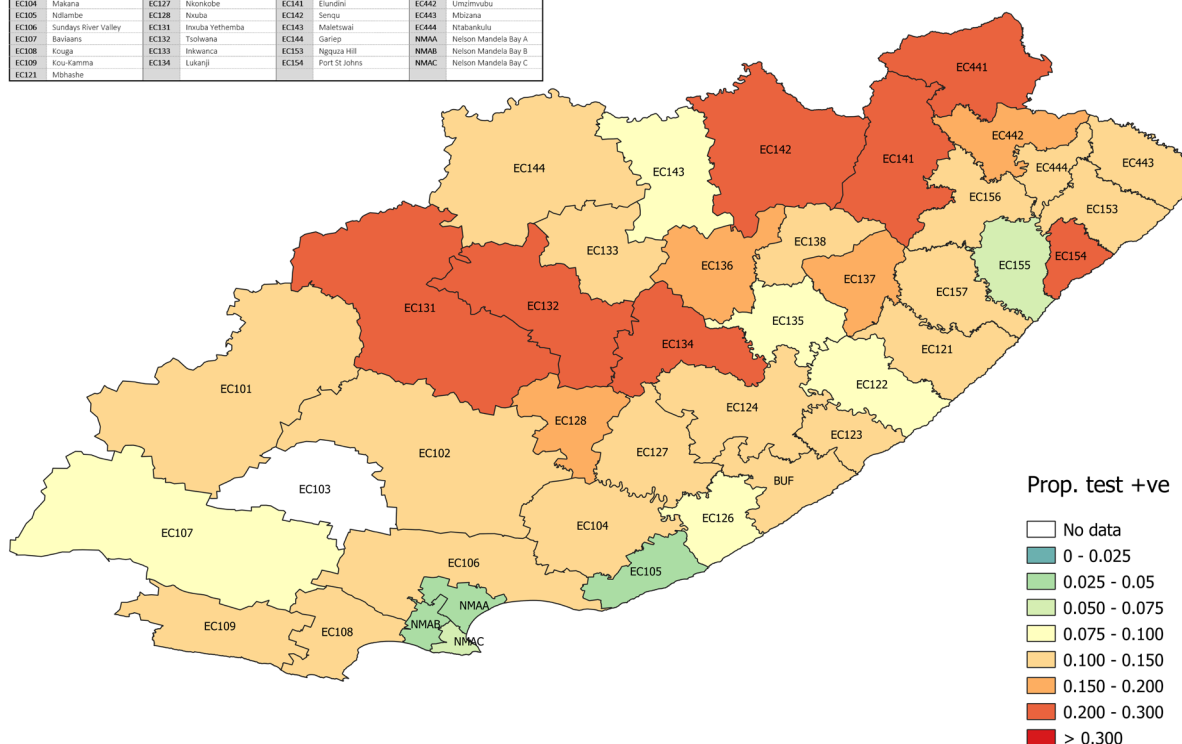 EC104 Makana EC127 Nkonkobe EC141 Elundini EC442 Umzimvubu
EC105 Ndlambe EC128 Nxuba EC142 Senqu EC443 Mbizana
EC106 Sundays River Valley EC131 Inxuba Yethemba EC143 Maletswai EC444 Ntabankulu
EC107 Baviaans EC132 Tsolwana EC144 Gariep NMAA Nelson Mandela Bay A
EC108 Kouga EC133 Inkwanca EC153 Ngquza Hill NMAB Nelson Mandela Bay B
EC109 Kou-Kamma EC134 Lukanji EC154 Port St Johns NMAC Nelson Mandela Bay C
EC121 Mbhashe
EC441
EC442
EC142
EC141
EC444
EC443
EC144
EC143
EC156
EC153
EC138
EC133
EC136
EC154
EC155
EC137
EC157
EC131
EC132
EC135
EC134
EC121
EC101
EC122
EC124
EC128
EC123
EC102
EC127
BUF
EC103
EC126
EC104
EC107
EC106
EC105
NMAA
NMAB
EC109
EC108
NMAC
Prop. test +ve
No data
0 - 0.025
0.025 - 0.05
0.050 - 0.075
0.075 - 0.100
0.100 - 0.150
0.150 - 0.200
0.200 - 0.300
> 0.300